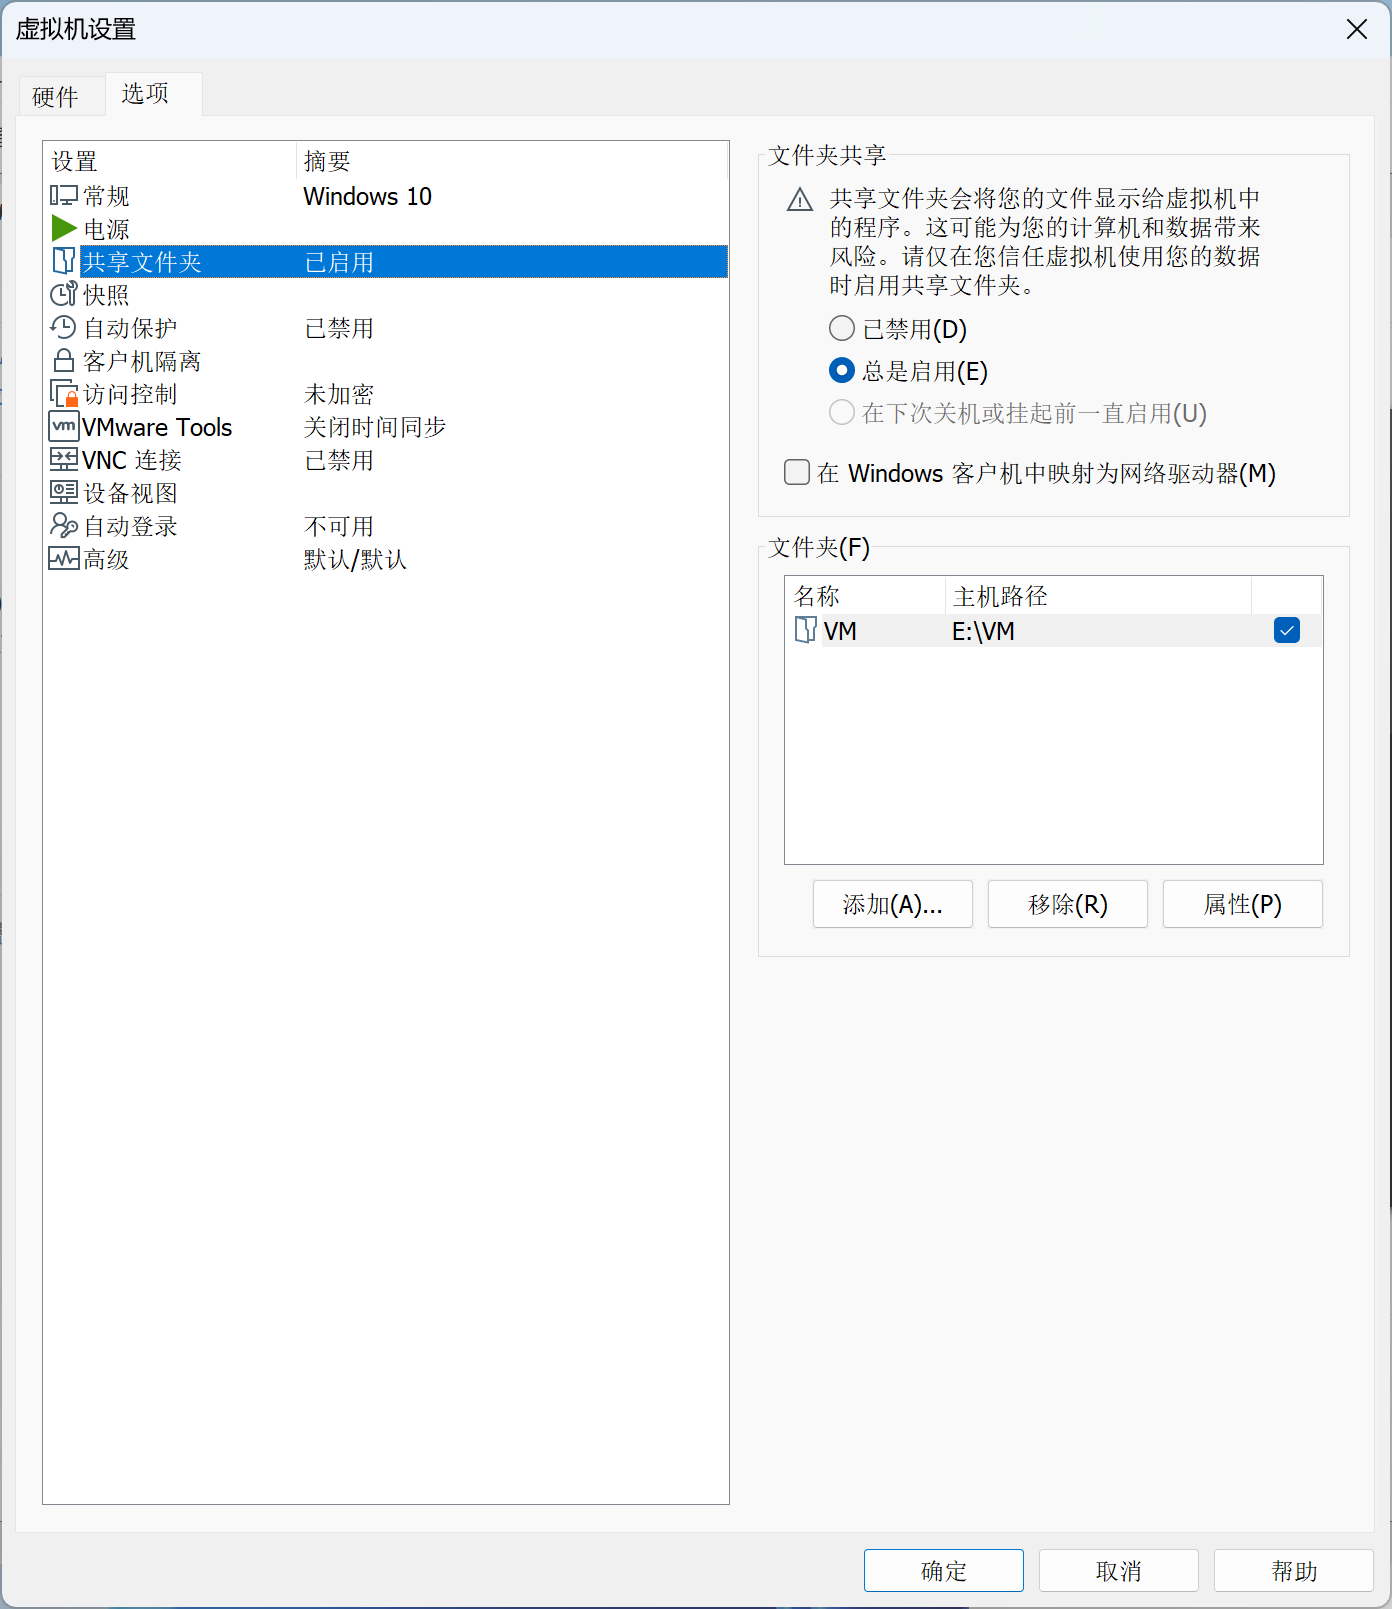 虚拟机设置
硬件
选项
设置 摘要
常规 Windows 10
电源
共享文件夹 已启用
快照
自动保护 已禁用
客户机隔离
访问控制 未加密
vm VMware Tools 关闭时间同步
VNC 连接 已禁用
设备视图
自动登录 不可用
高级 默认/默认
文件夹共享
共享文件夹会将您的文件显示给虚拟机中
的程序。这可能为您的计算机和数据带来
风险。请仅在您信任虚拟机使用您的数据
时启用共享文件夹。
已禁用(D)
总是启用(E)
在下次关机或挂起前一直启用(U)
在 Windows 客户机中映射为网络驱动器(M)
文件夹(F)
名称 主机路径
VM E:\VM
添加(A)... 移除(R) 属性(P)
确定 取消 帮助